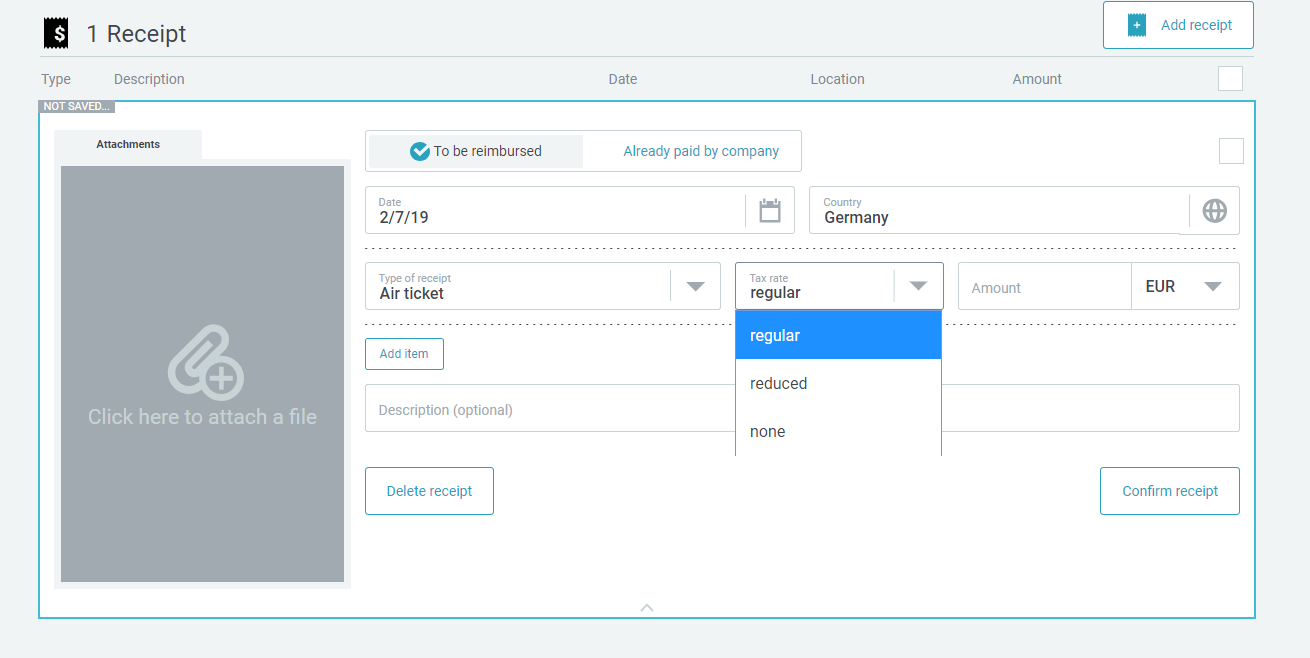 1 Receipt
Add receipt
Type Description Date Location Amount
NOT SAVED...
Attachments
To be reimbursed Already paid by company
Date
2/7/19
Country
Germany
Type of receipt
Air ticket
Tax rate
regular
Amount
EUR
regular
reduced
none
Add item
Click here to attach a file
Description (optional)
Delete receipt
Confirm receipt